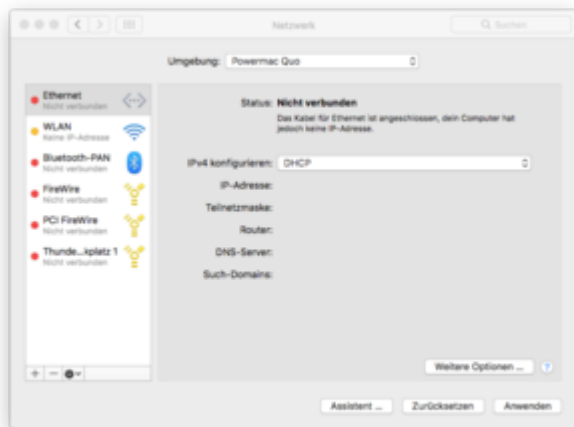 Netzwerk
Suchen
Umgebung: Powermac Quo
Ethernet
Nicht verbunden
WLAN
Keine IP-Adresse
Bluetooth-PAN
Nicht verbunden
FireWire
Nicht verbunden
PCI FireWire
Nicht verbunden
Thunde...kplatz 1
Nicht verbunden
Status: Nicht verbunden
Das Kabel für Ethernet ist angeschlossen, dein Computer hat
jedoch keine IP-Adresse.
IPv4 konfigurieren: DHCP
IP-Adresse:
Teilnetzmaske:
Router:
DNS-Server:
Such-Domains:
Weitere Optionen ... ?
Assistent ... Zurücksetzen Anwenden